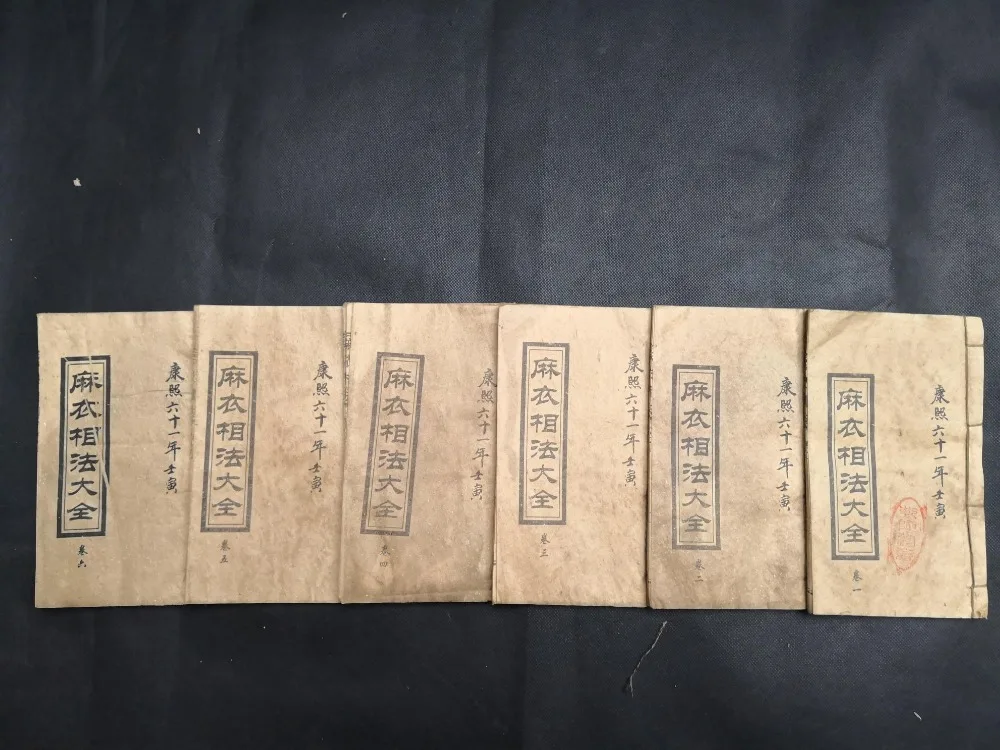 康熙六十一年壬寅
麻衣相法大全
卷一
康熙六十一年壬寅
麻衣相法大全
卷二
康熙六十一年壬寅
麻衣相法大全
卷三
康熙六十一年壬寅
麻衣相法大全
卷四
康熙六十一年壬寅
麻衣相法大全
卷五
康熙六十一年壬寅
麻衣相法大全
卷六